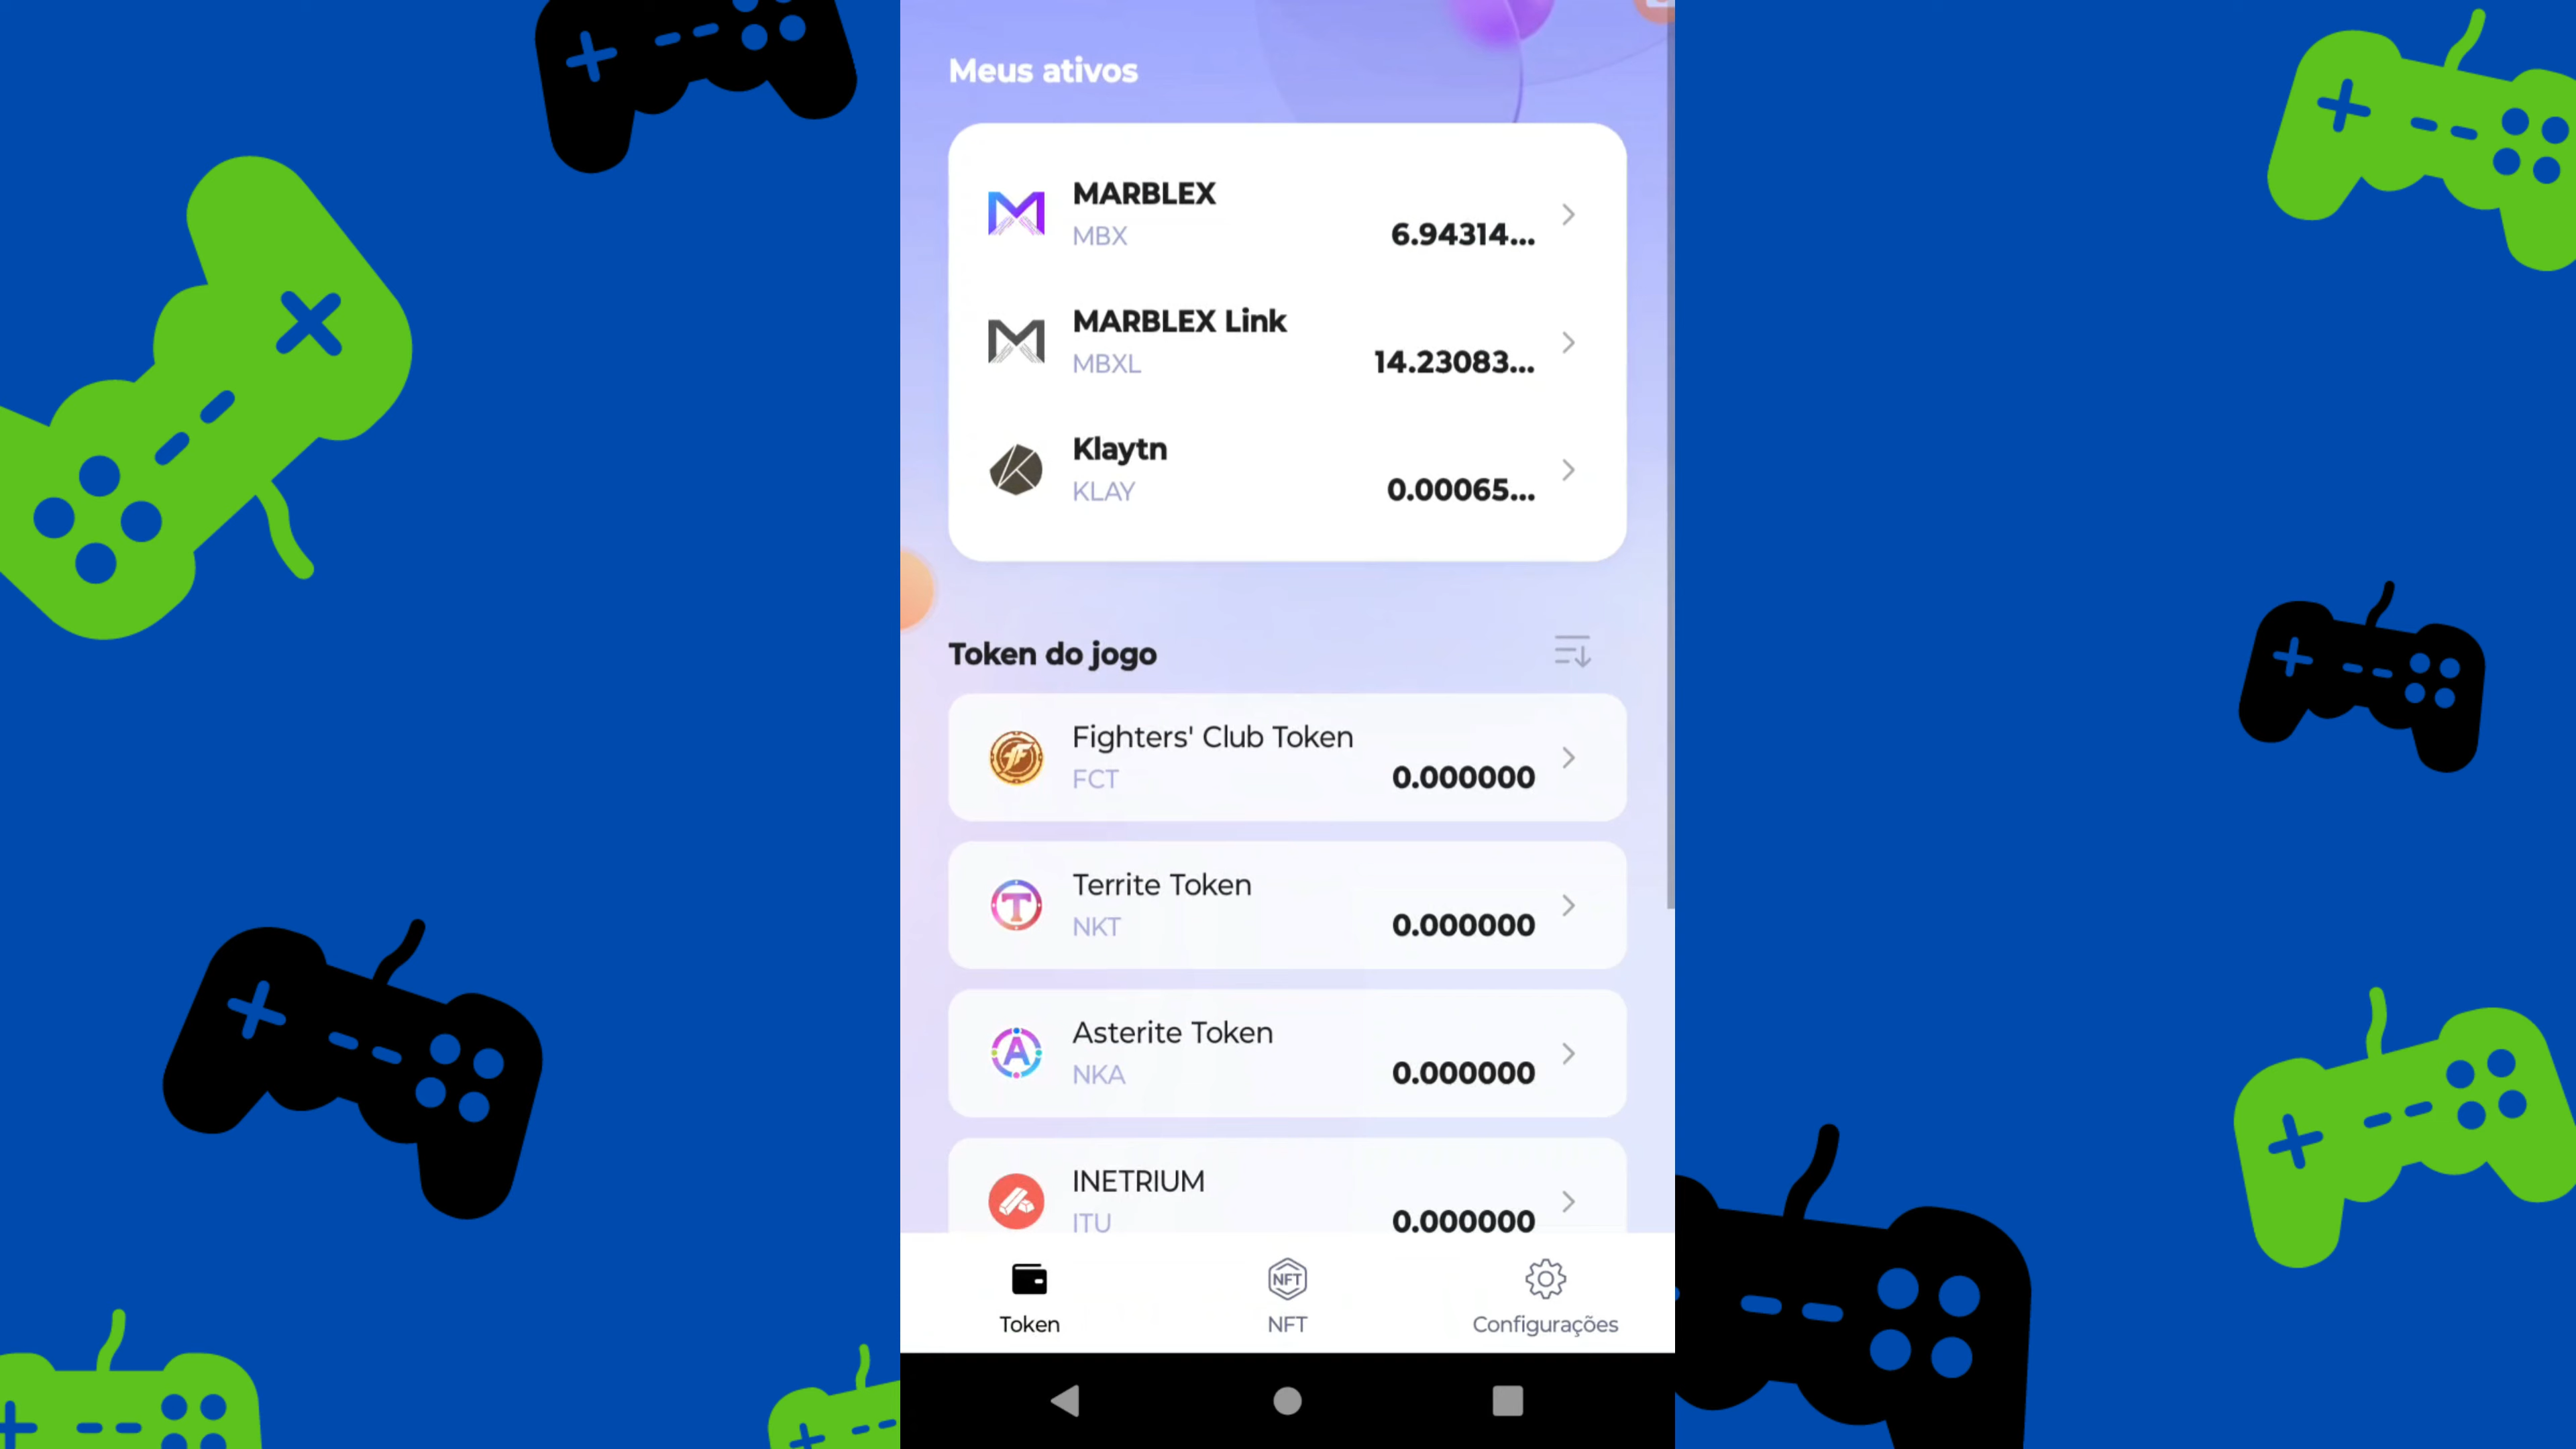 Meus ativos
MARBLEX
MBX
6.94314...
MARBLEX Link
MBXL
14.23083...
Klaytn
KLAY
0.00065...
Token do jogo
Fighters' Club Token
FCT
0.000000
Territe Token
NKT
0.000000
Asterite Token
NKA
0.000000
INETRIUM
ITU
0.000000
Token
NFT
NFT
Configurações